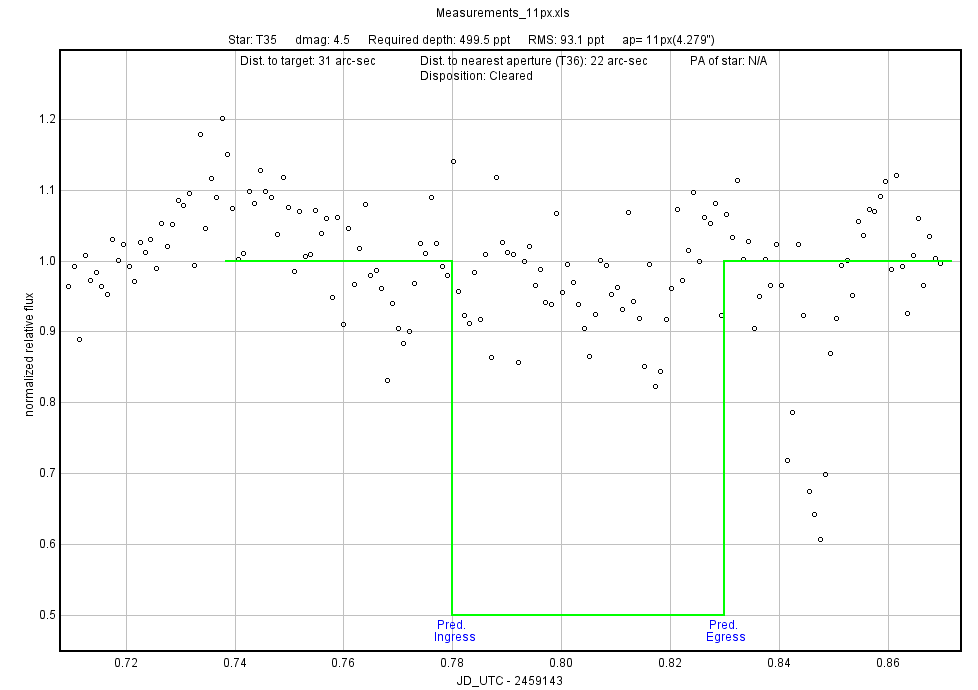 Measurements_11px.xls
Star: T35 dmag: 4.5 Required depth: 499.5 ppt RMS: 93.1 ppt ap= 11px(4.279")
Dist. to target: 31 arc-sec Dist. to nearest aperture (T36): 22 arc-sec PA of star: N/A
Disposition: Cleared
normalized relative flux
1.2
1.1
1.0
0.9
0.8
0.7
0.6
0.5
Pred. Pred.
Ingress Egress
0.72 0.74 0.76 0.78 0.80 0.82 0.84 0.86
JD_UTC - 2459143